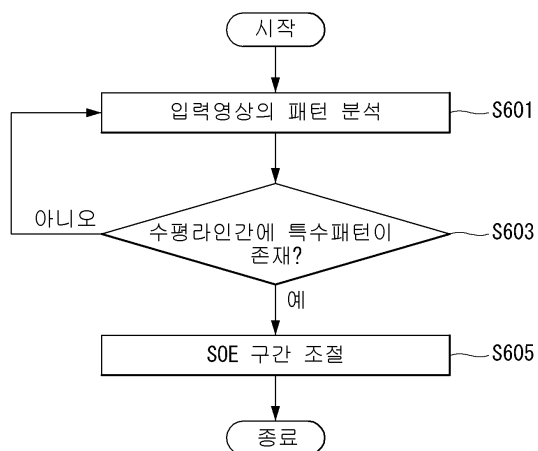 시작
입력영상의 패턴 분석
S601
아니오
수평라인간에 특수패턴이
존재?
S603
예
SOE 구간 조절
S605
종료